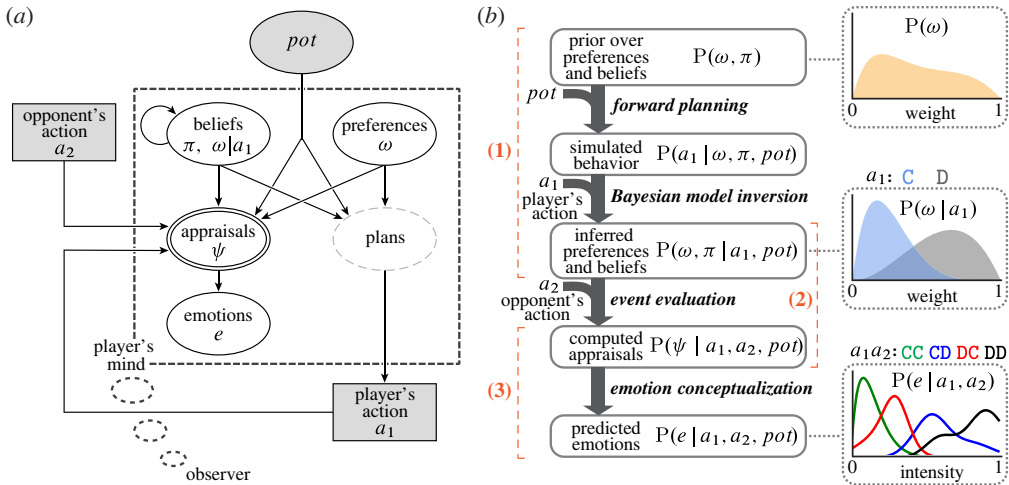 (a)
pot
opponent's
action
a₂
beliefs
π, ω|a₁
preferences
ω
appraisals
ψ
plans
emotions
e
player's
mind
player's
action
a₁
observer
(b)
prior over
preferences
and beliefs
P(ω, π)
pot
forward planning
(1)
simulated
behavior
P(a₁ | ω, π, pot)
a₁
player's
action
Bayesian model inversion
inferred
preferences
and beliefs
P(ω, π | a₁, pot)
(2)
a₂
opponent's
action
event evaluation
computed
appraisals
P(ψ | a₁, a₂, pot)
(3)
emotion conceptualization
predicted
emotions
P(e | a₁, a₂, pot)
P(ω)
0 1
weight
a₁: C D
P(ω | a₁)
0 1
weight
a₁a₂: CC CD DC DD
P(e | a₁, a₂)
0 1
intensity